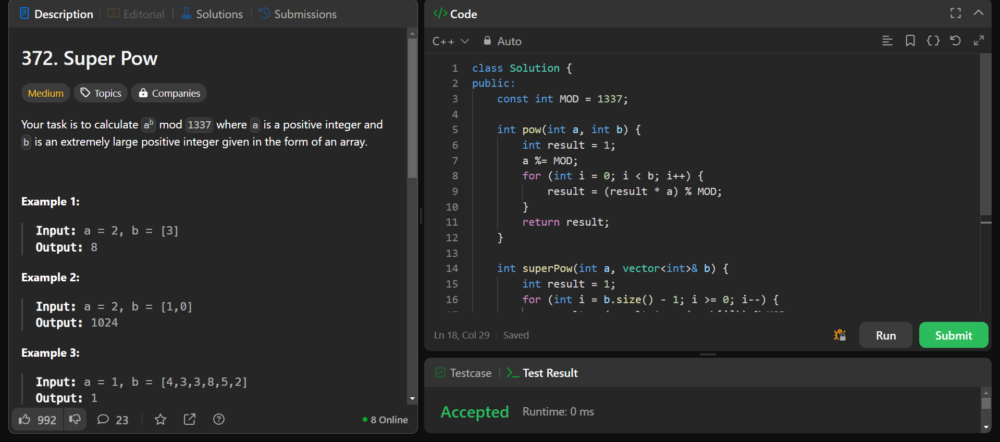 Description
Editorial
Solutions
Submissions
372. Super Pow
Medium
Topics
Companies
Your task is to calculate aᵇ mod 1337 where a is a positive integer and
b is an extremely large positive integer given in the form of an array.
Example 1:
Input: a = 2, b = [3]
Output: 8
Example 2:
Input: a = 2, b = [1,0]
Output: 1024
Example 3:
Input: a = 1, b = [4,3,3,8,5,2]
Output: 1
992
23
8 Online
</> Code
C++
Auto
1 class Solution {
2 public:
3 const int MOD = 1337;
4
5 int pow(int a, int b) {
6 int result = 1;
7 a %= MOD;
8 for (int i = 0; i < b; i++) {
9 result = (result * a) % MOD;
10 }
11 return result;
12 }
13
14 int superPow(int a, vector<int>& b) {
15 int result = 1;
16 for (int i = b.size() - 1; i >= 0; i--) {
Ln 18, Col 29
Saved
Run
Submit
Testcase
Test Result
Accepted
Runtime: 0 ms